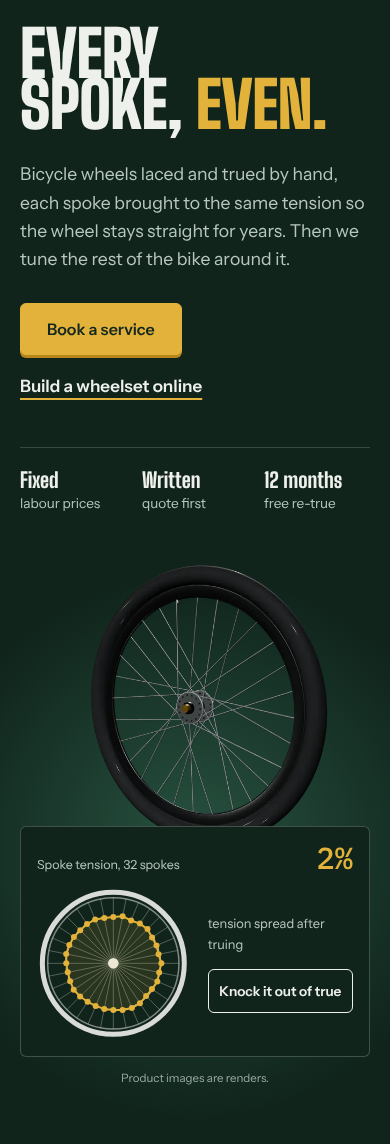 EVERY
SPOKE, EVEN.
Bicycle wheels laced and trued by hand,
each spoke brought to the same tension so
the wheel stays straight for years. Then we
tune the rest of the bike around it.
Book a service
Build a wheelset online
Fixed
labour prices
Written
quote first
12 months
free re-true
Spoke tension, 32 spokes
2%
tension spread after
truing
Knock it out of true
Product images are renders.